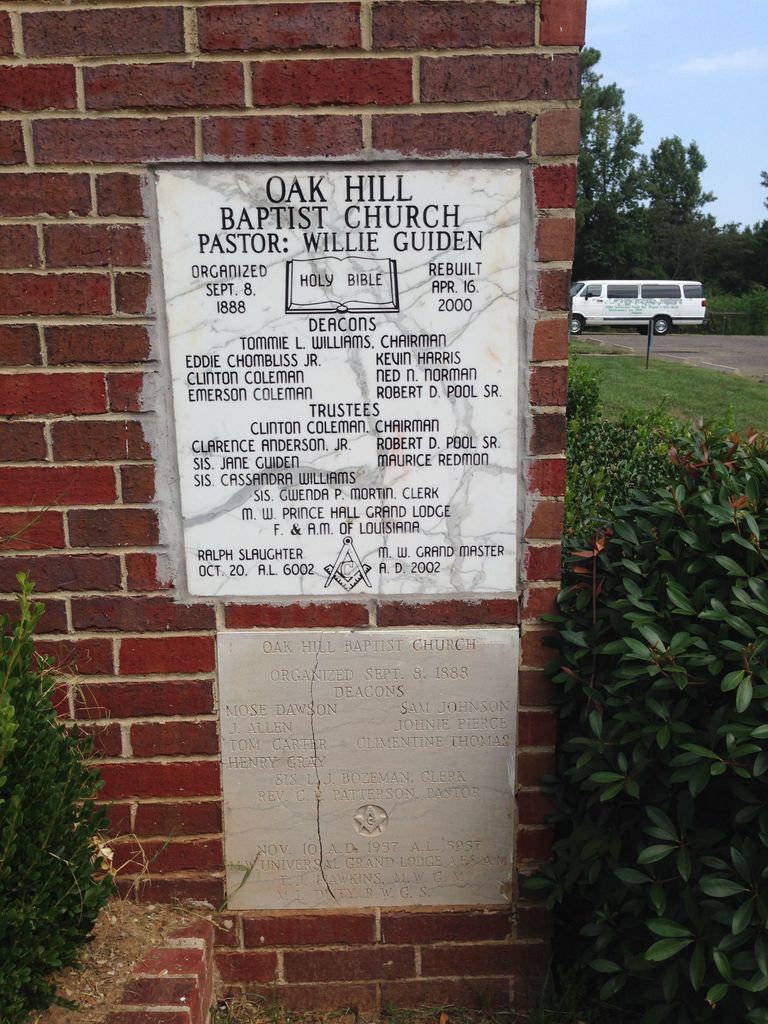 OAK HILL
BAPTIST CHURCH
PASTOR: WILLIE GUIDEN
ORGANIZED SEPT. 8, 1888
HOLY BIBLE
REBUILT APR. 16, 2000
DEACONS
TOMMIE L. WILLIAMS, CHAIRMAN
EDDIE CHOMBLISS JR. KEVIN HARRIS
CLINTON COLEMAN NED N. NORMAN
EMERSON COLEMAN ROBERT D. POOL SR.
TRUSTEES
CLINTON COLEMAN, CHAIRMAN
CLARENCE ANDERSON, JR. ROBERT D. POOL SR.
SIS. JANE GUIDEN MAURICE REDMON
SIS. CASSANDRA WILLIAMS
SIS. GWENDA P. MORTIN, CLERK
M. W. PRINCE HALL GRAND LODGE
F. & A.M. OF LOUISIANA
RALPH SLAUGHTER M. W. GRAND MASTER
OCT. 20, A.L. 6002 G A. D. 2002
OAK HILL BAPTIST CHURCH
ORGANIZED SEPT. 8, 1888
DEACONS
MOSE DAWSON SAM JOHNSON
J. ALLEN JOHNIE PIERCE
TOM CARTER CLIMENTINE THOMAS
HENRY GRAY
SIS. L. J. BOZEMAN, CLERK
REV. C. PATTERSON, PASTOR
NOV. 10 A.D. 1957 A.L. 5957
M.W. UNIVERSAL GRAND LODGE
HAWKINS, M. W. G. M.
R. W. G. S.